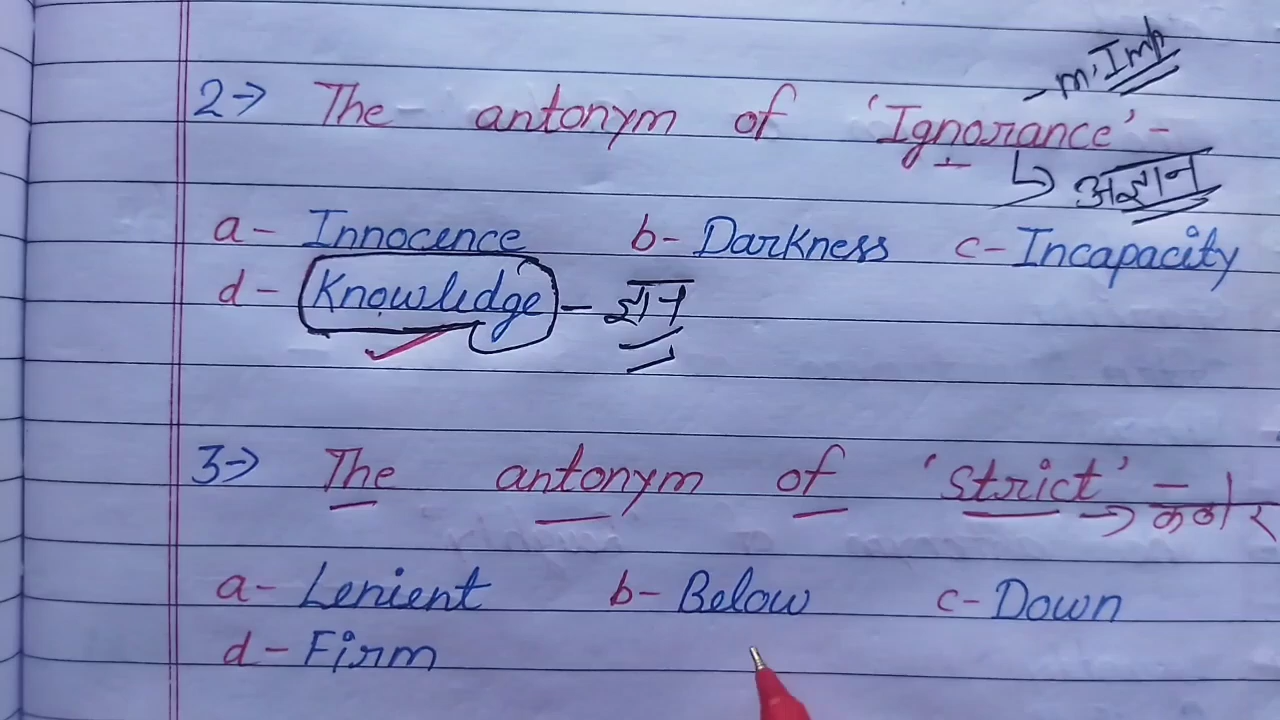 - m. Imp
2→ The antonym of 'Ignorance' -
↳ अज्ञान
a- Innocence b- Darkness c- Incapacity
d- Knowledge - ज्ञान
3→ The antonym of 'Strict' -
→ कठोर
a- Lenient b- Below c- Down
d- Firm